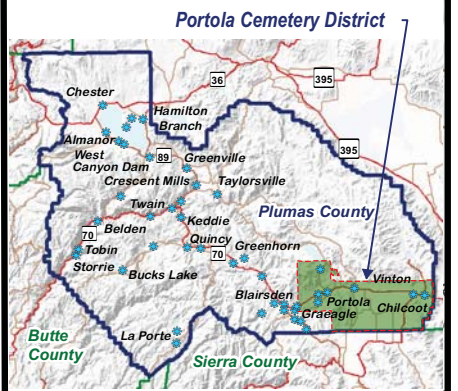 Portola Cemetery District
36
395
Chester
Hamilton
Branch
395
Almanor
West
Canyon Dam
89
Greenville
Crescent Mills
Taylorsville
Twain
Plumas County
Keddie
Belden
70
Quincy
Greenhorn
70
Tobin
Storrie
Bucks Lake
Vinton
Blairsden
Portola
Chilcoot
Graeagle
Butte
County
La Porte
Sierra County